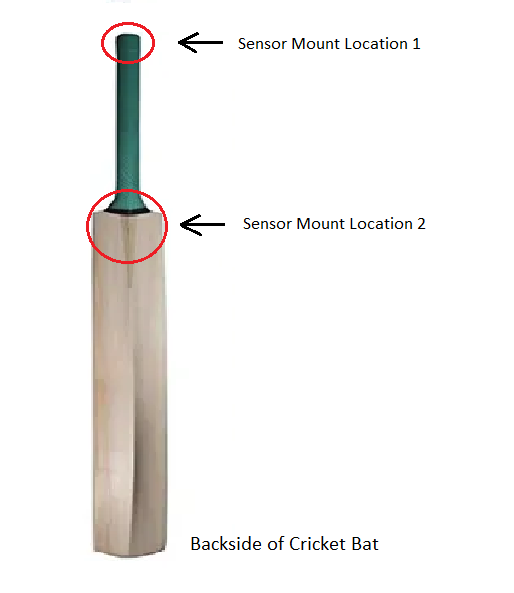 Sensor Mount Location 1
Sensor Mount Location 2
Backside of Cricket Bat